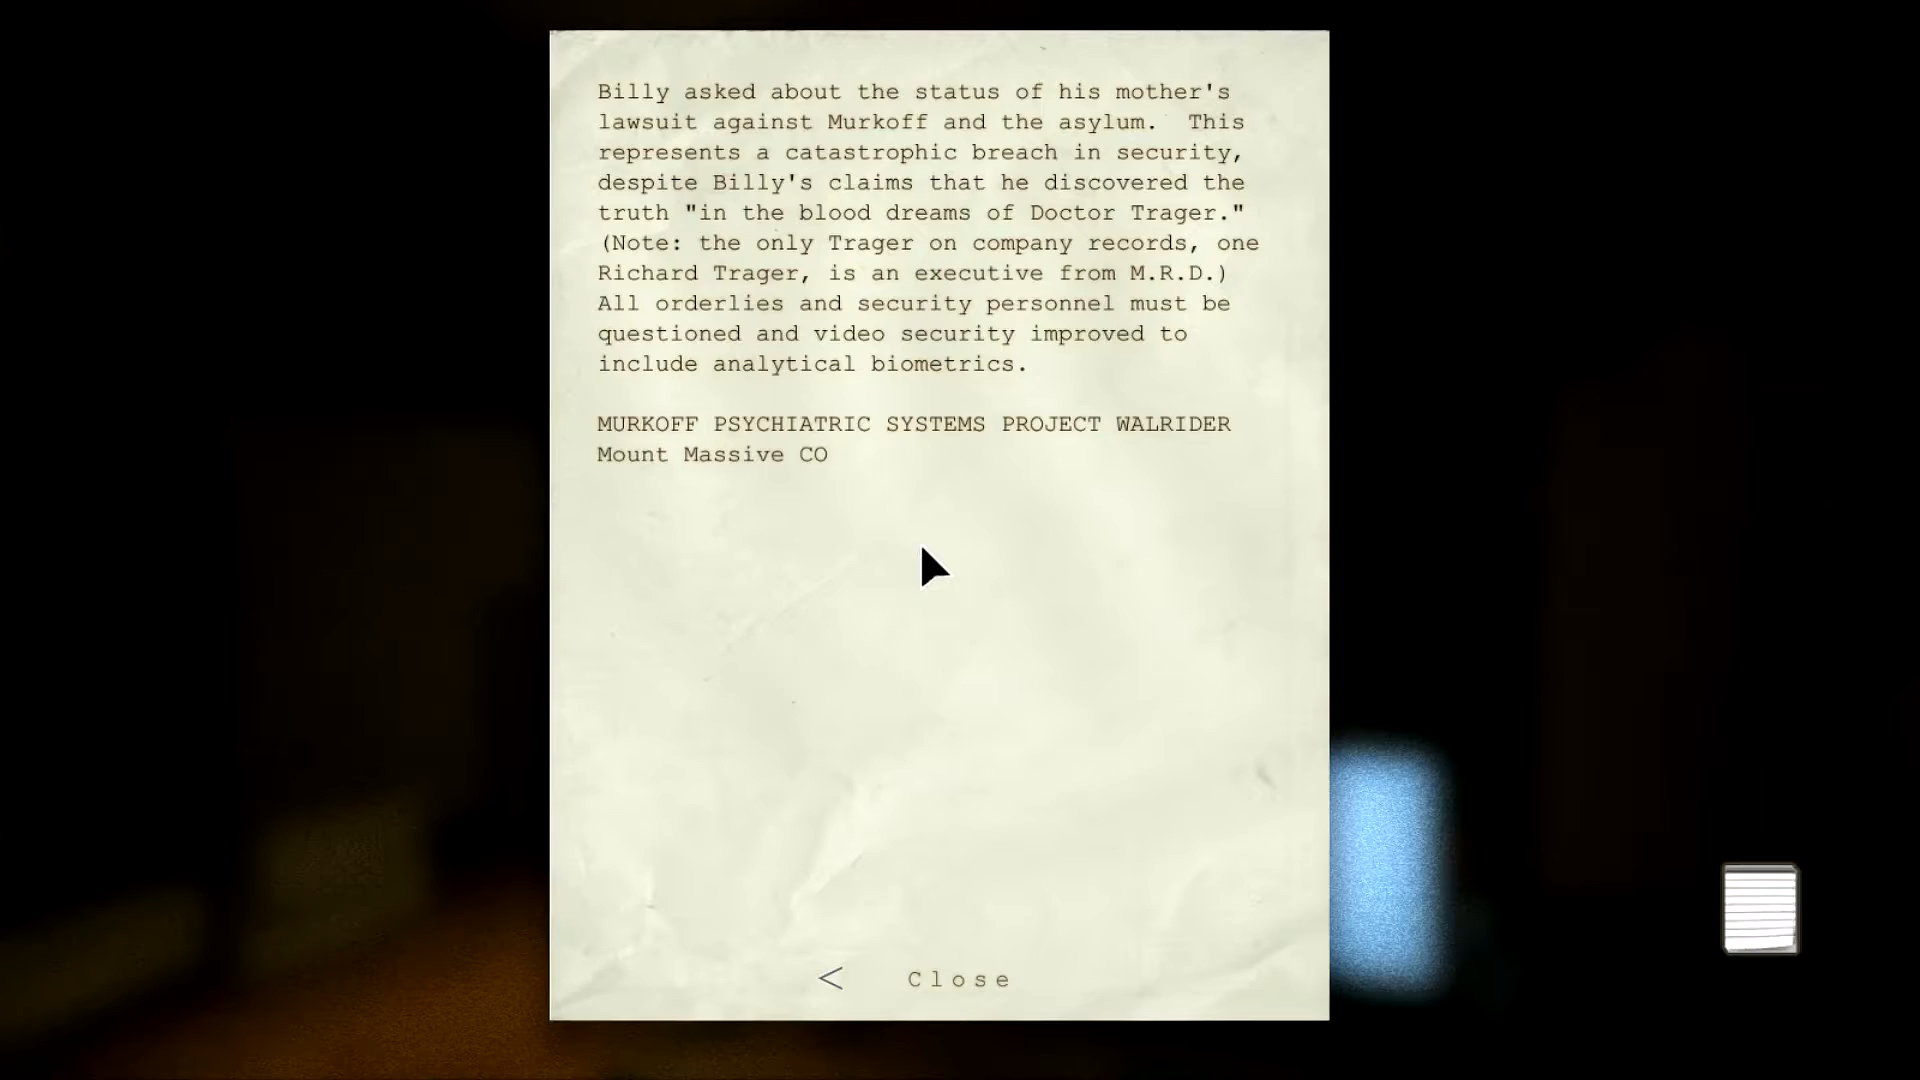 Billy asked about the status of his mother's
lawsuit against Murkoff and the asylum.  This
represents a catastrophic breach in security,
despite Billy's claims that he discovered the
truth "in the blood dreams of Doctor Trager."
(Note: the only Trager on company records, one
Richard Trager, is an executive from M.R.D.)
All orderlies and security personnel must be
questioned and video security improved to
include analytical biometrics.

MURKOFF PSYCHIATRIC SYSTEMS PROJECT WALRIDER
Mount Massive CO
< Close